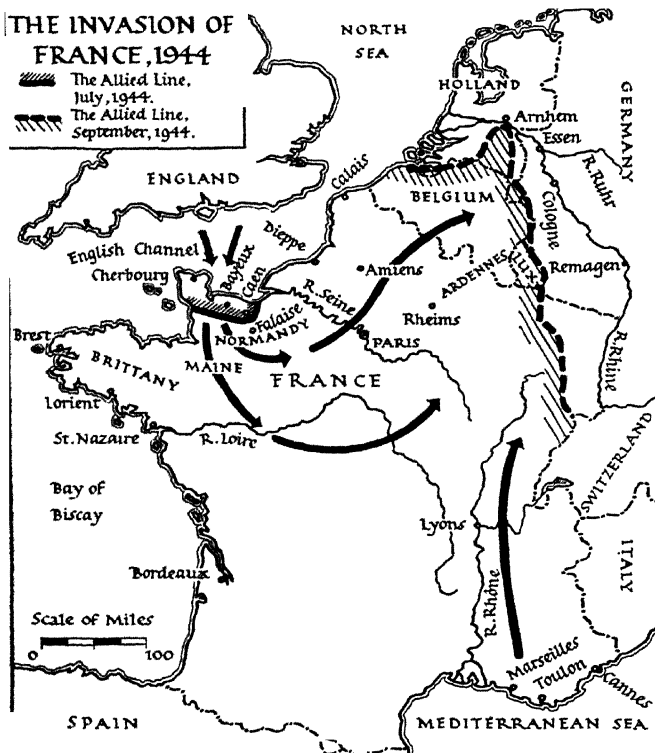 THE INVASION OF
FRANCE, 1944
The Allied Line,
July, 1944.
The Allied Line,
September, 1944.
NORTH
SEA
HOLLAND
GERMANY
Arnhem
Essen
R. Ruhr
ENGLAND
Calais
BELGIUM
Cologne
English Channel
Dieppe
Cherbourg
Bayeux
Caen
Amiens
ARDENNES
LUX.
Remagen
R. Seine
Falaise
NORMANDY
Rheims
PARIS
R. Rhine
Brest
BRITTANY
MAINE
FRANCE
Lorient
St. Nazaire
R. Loire
SWITZERLAND
Bay of
Biscay
Lyons
ITALY
Bordeaux
R. Rhône
Scale of Miles
0 100
Marseilles
Toulon
Cannes
SPAIN
MEDITERRANEAN SEA